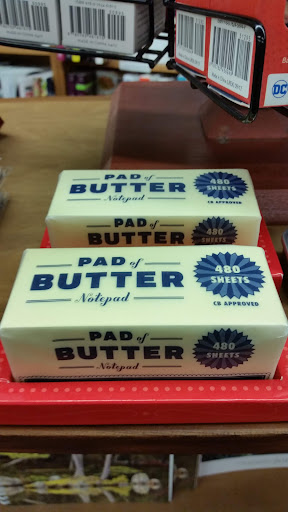 PAD of
BUTTER
Notepad
480
SHEETS
CB APPROVED
PAD of
BUTTER
480
SHEETS
PAD of
BUTTER
Notepad
480
SHEETS
CB APPROVED
PAD of
BUTTER
Notepad
480
SHEETS
DC